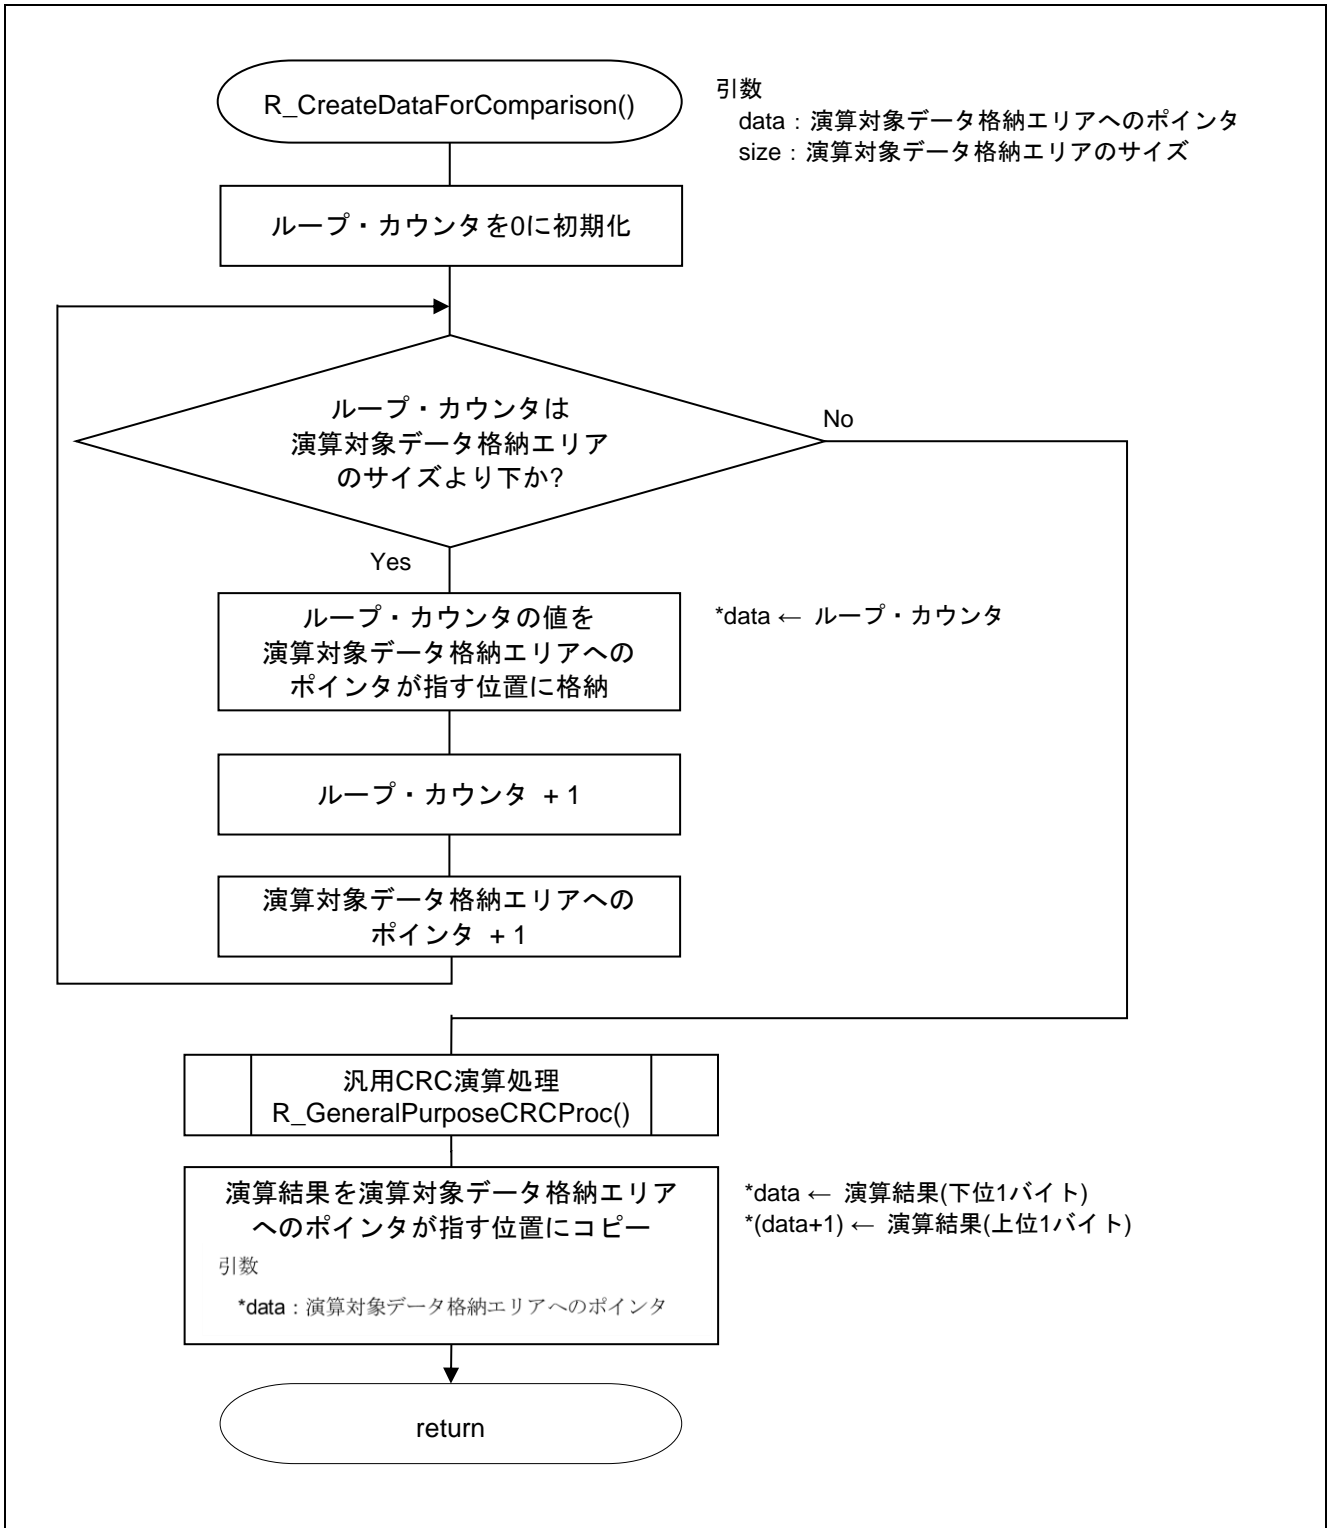 R_CreateDataForComparison()
引数
data：演算対象データ格納エリアへのポインタ
size：演算対象データ格納エリアのサイズ
ループ・カウンタを0に初期化
ループ・カウンタは
演算対象データ格納エリア
のサイズより下か?
No
Yes
ループ・カウンタの値を
演算対象データ格納エリアへの
ポインタが指す位置に格納
*data ← ループ・カウンタ
ループ・カウンタ + 1
演算対象データ格納エリアへの
ポインタ + 1
汎用CRC演算処理
R_GeneralPurposeCRCProc()
演算結果を演算対象データ格納エリア
へのポインタが指す位置にコピー
引数
*data：演算対象データ格納エリアへのポインタ
*data ← 演算結果(下位1バイト)
*(data+1) ← 演算結果(上位1バイト)
return